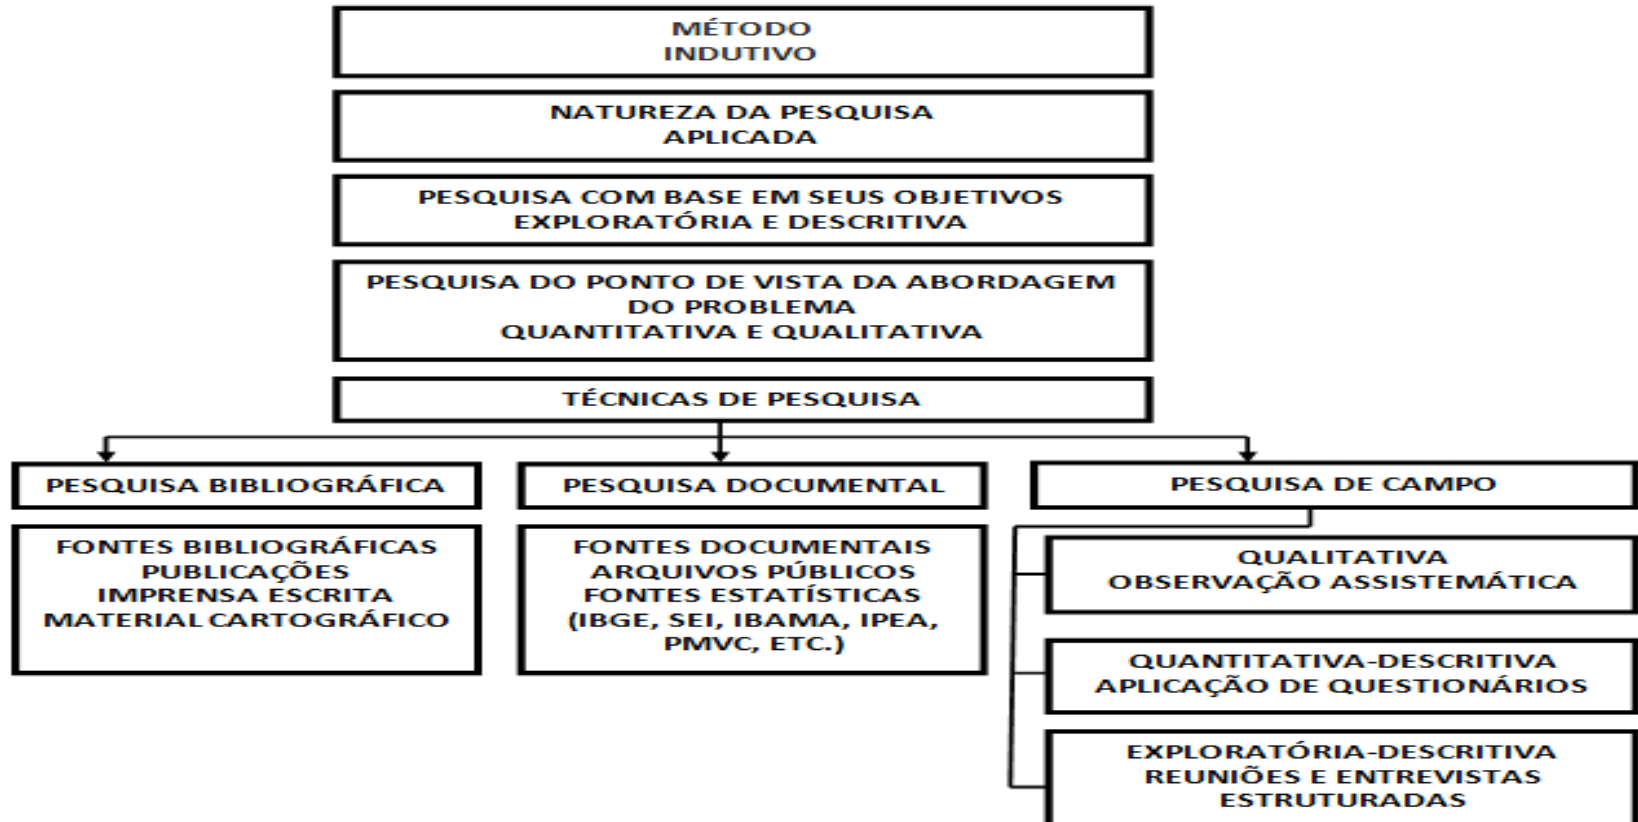 MÉTODO
INDUTIVO
NATUREZA DA PESQUISA
APLICADA
PESQUISA COM BASE EM SEUS OBJETIVOS
EXPLORATÓRIA E DESCRITIVA
PESQUISA DO PONTO DE VISTA DA ABORDAGEM
DO PROBLEMA
QUANTITATIVA E QUALITATIVA
TÉCNICAS DE PESQUISA
PESQUISA BIBLIOGRÁFICA
FONTES BIBLIOGRÁFICAS
PUBLICAÇÕES
IMPRENSA ESCRITA
MATERIAL CARTOGRÁFICO
PESQUISA DOCUMENTAL
FONTES DOCUMENTAIS
ARQUIVOS PÚBLICOS
FONTES ESTATÍSTICAS
(IBGE, SEI, IBAMA, IPEA,
PMVC, ETC.)
PESQUISA DE CAMPO
QUALITATIVA
OBSERVAÇÃO ASSISTEMÁTICA
QUANTITATIVA-DESCRITIVA
APLICAÇÃO DE QUESTIONÁRIOS
EXPLORATÓRIA-DESCRITIVA
REUNIÕES E ENTREVISTAS
ESTRUTURADAS